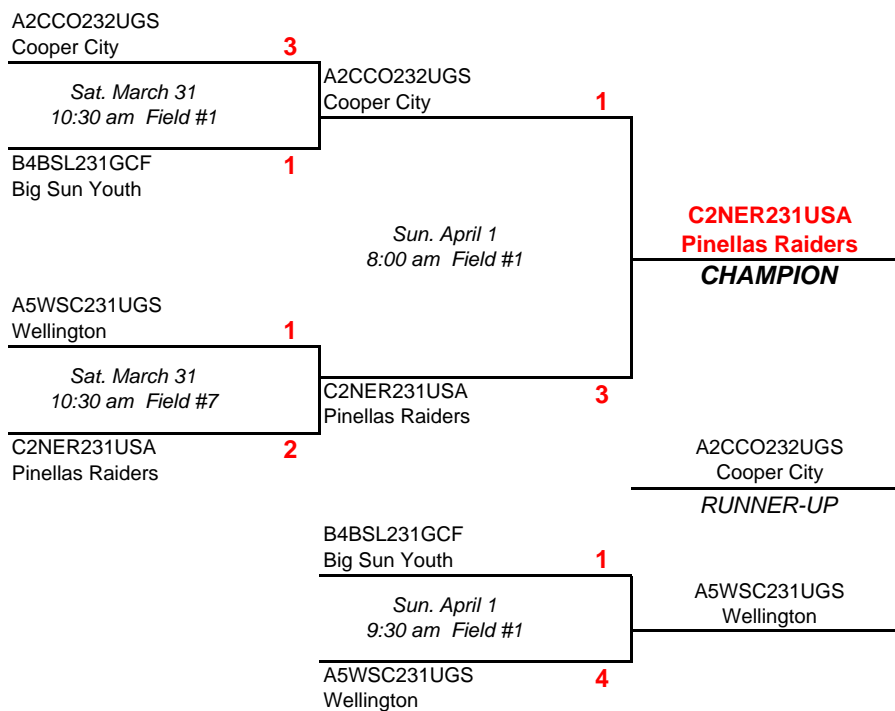 A2CCO232UGS
Cooper City
3
Sat. March 31
10:30 am Field #1
B4BSL231GCF
Big Sun Youth
1
A2CCO232UGS
Cooper City
1
Sun. April 1
8:00 am Field #1
C2NER231USA
Pinellas Raiders
CHAMPION
A5WSC231UGS
Wellington
1
Sat. March 31
10:30 am Field #7
C2NER231USA
Pinellas Raiders
2
C2NER231USA
Pinellas Raiders
3
A2CCO232UGS
Cooper City
RUNNER-UP
B4BSL231GCF
Big Sun Youth
1
Sun. April 1
9:30 am Field #1
A5WSC231UGS
Wellington
4
A5WSC231UGS
Wellington